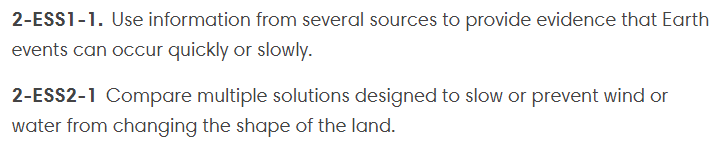 2-ESS1-1. Use information from several sources to provide evidence that Earth
events can occur quickly or slowly.
2-ESS2-1 Compare multiple solutions designed to slow or prevent wind or
water from changing the shape of the land.